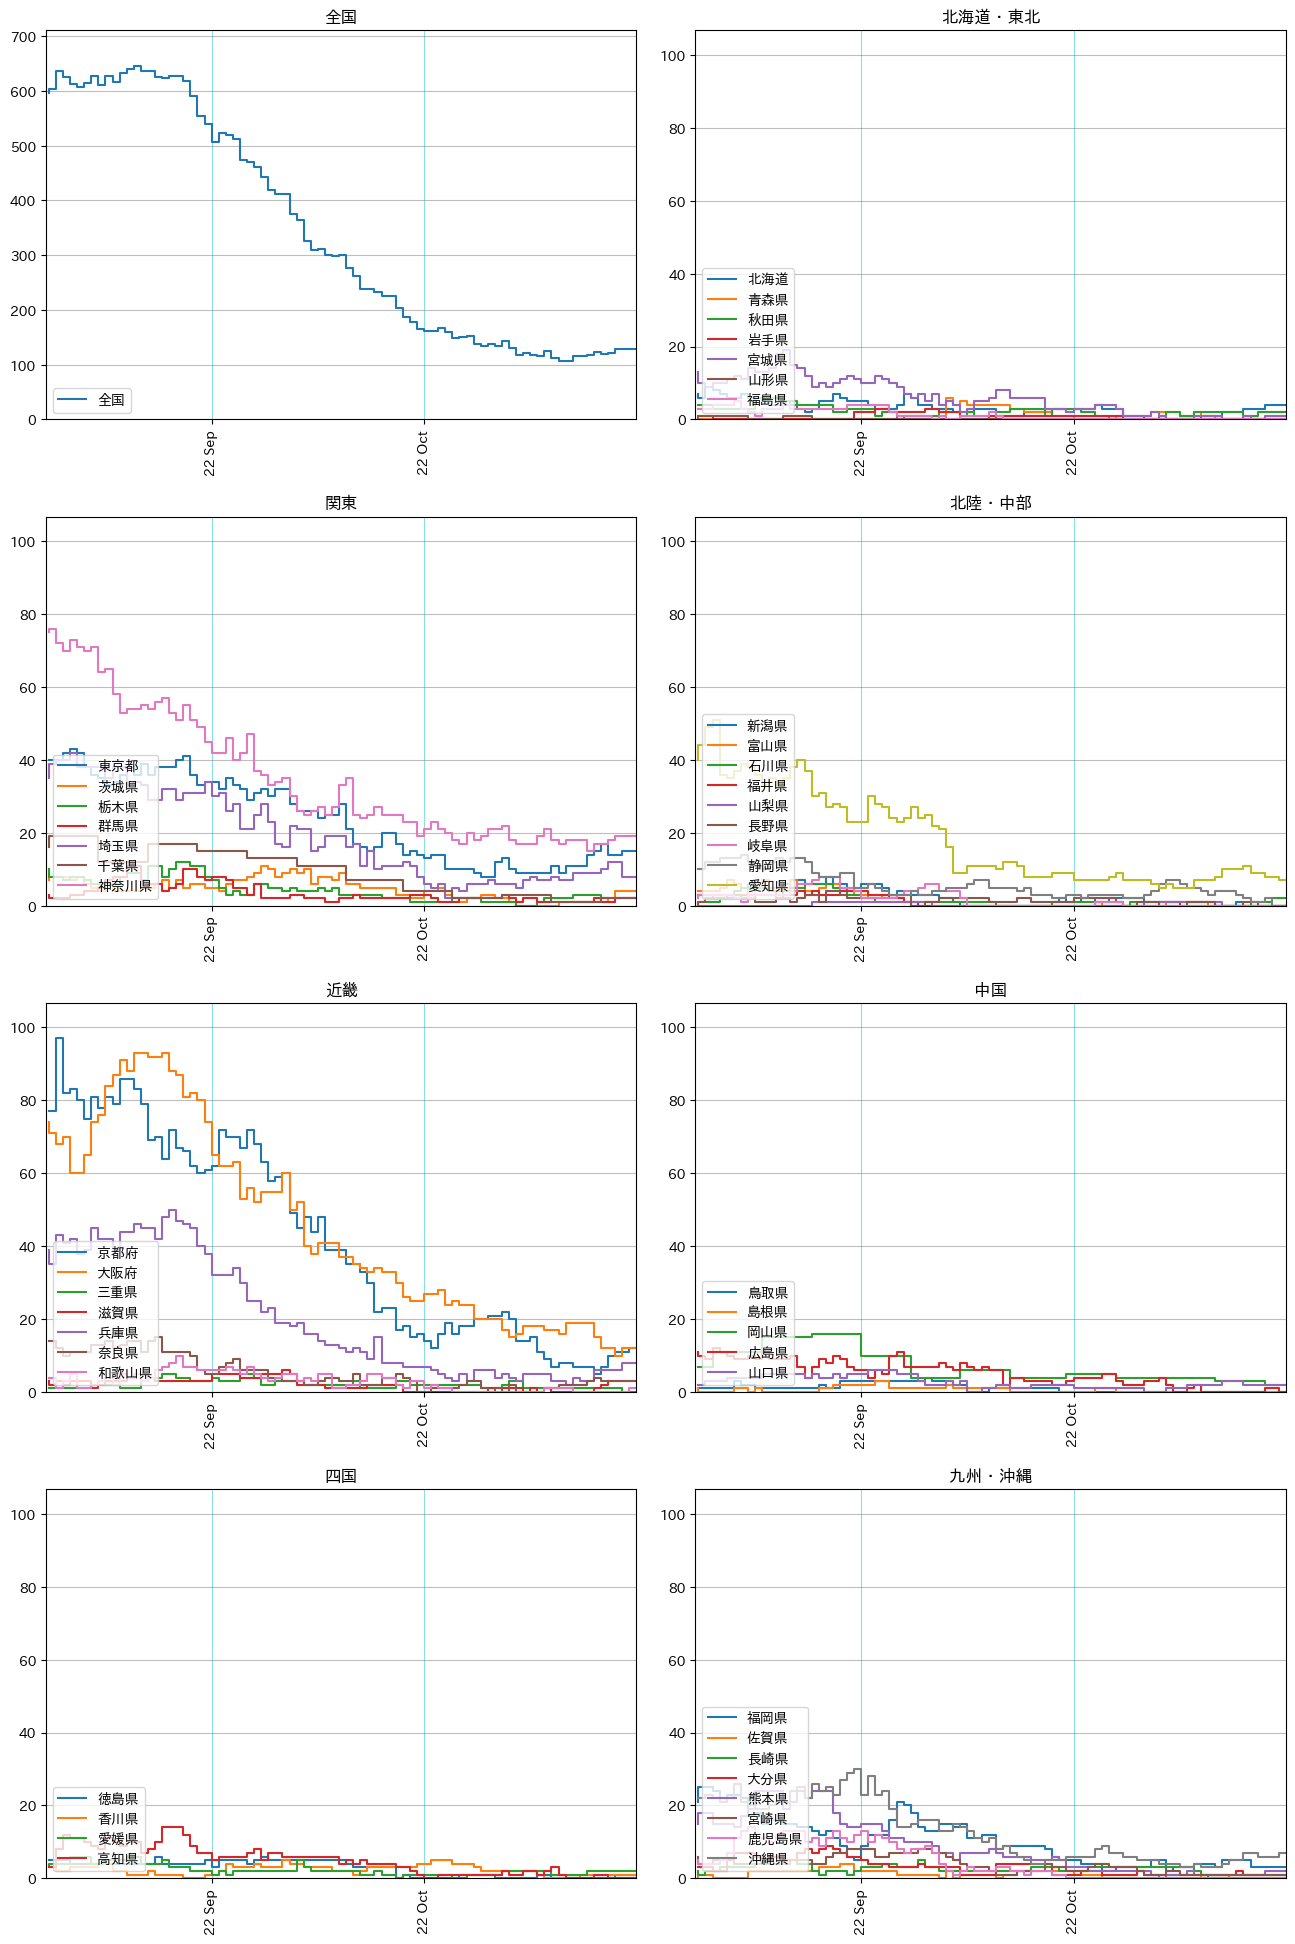 全国
700
600
500
400
300
200
100
0
全国
22 Sep
22 Oct
北海道・東北
100
80
60
40
20
0
北海道
青森県
秋田県
岩手県
宮城県
山形県
福島県
22 Sep
22 Oct
関東
100
80
60
40
20
0
東京都
茨城県
栃木県
群馬県
埼玉県
千葉県
神奈川県
22 Sep
22 Oct
北陸・中部
100
80
60
40
20
0
新潟県
富山県
石川県
福井県
山梨県
長野県
岐阜県
静岡県
愛知県
22 Sep
22 Oct
近畿
100
80
60
40
20
0
京都府
大阪府
三重県
滋賀県
兵庫県
奈良県
和歌山県
22 Sep
22 Oct
中国
100
80
60
40
20
0
鳥取県
島根県
岡山県
広島県
山口県
22 Sep
22 Oct
四国
100
80
60
40
20
0
徳島県
香川県
愛媛県
高知県
22 Sep
22 Oct
九州・沖縄
100
80
60
40
20
0
福岡県
佐賀県
長崎県
大分県
熊本県
宮崎県
鹿児島県
沖縄県
22 Sep
22 Oct